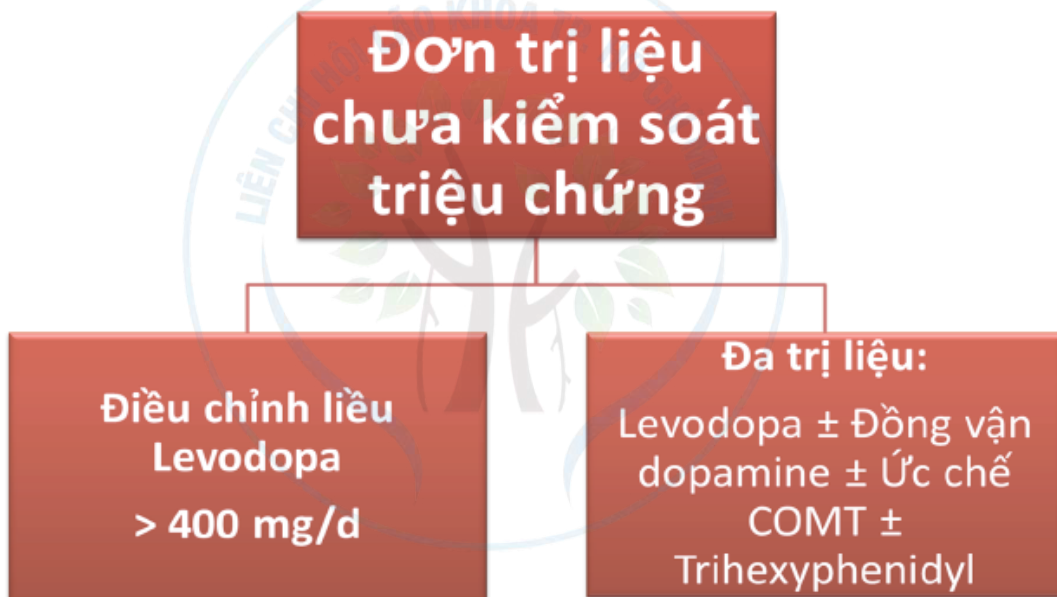 Đơn trị liệu
chưa kiểm soát
triệu chứng
Điều chỉnh liều
Levodopa
> 400 mg/d
Đa trị liệu:
Levodopa ± Đồng vận
dopamine ± Ức chế
COMT ±
Trihexyphenidyl